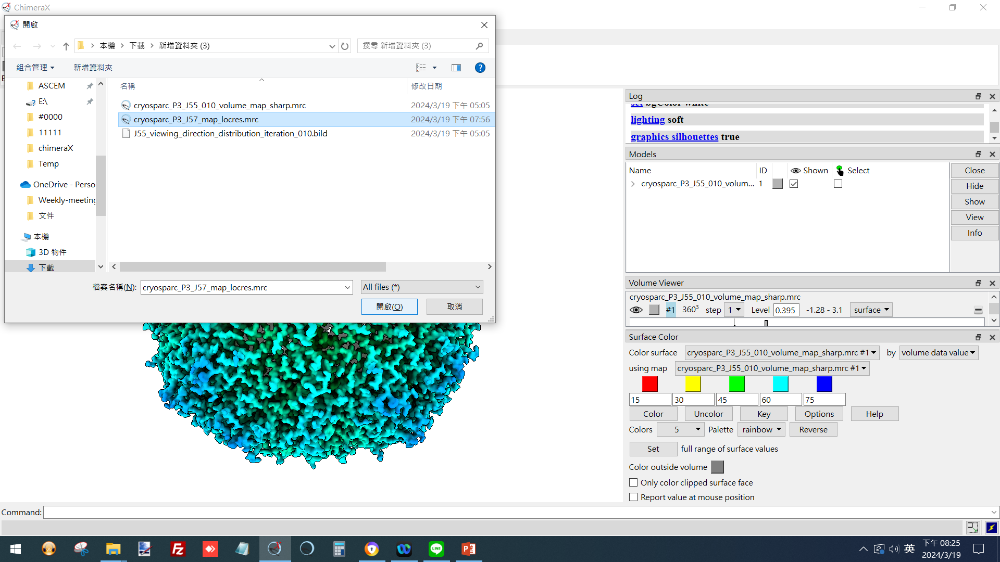 ChimeraX
開啟
本機 > 下載 > 新增資料夾 (3)
搜尋 新增資料夾 (3)
組合管理
新增資料夾
名稱
修改日期
ASCEM
E:\
#0000
11111
chimeraX
Temp
OneDrive - Perso
Weekly-meeting
文件
本機
3D 物件
下載
cryosparc_P3_J55_010_volume_map_sharp.mrc 2024/3/19 下午 05:05
cryosparc_P3_J57_map_locres.mrc 2024/3/19 下午 07:56
J55_viewing_direction_distribution_iteration_010.bild 2024/3/19 下午 05:05
檔案名稱(N): cryosparc_P3_J57_map_locres.mrc
All files (*)
開啟(O)
取消
Log
set bgColor white
lighting soft
graphics silhouettes true
Models
Name ID Shown Select
cryosparc_P3_J55_010_volum... 1
Close
Hide
Show
View
Info
Volume Viewer
cryosparc_P3_J55_010_volume_map_sharp.mrc
#1 360³ step 1 Level 0.395 -1.28 - 3.1 surface
Surface Color
Color surface cryosparc_P3_J55_010_volume_map_sharp.mrc #1 by volume data value
using map cryosparc_P3_J55_010_volume_map_sharp.mrc #1
15 30 45 60 75
Color Uncolor Key Options Help
Colors 5 Palette rainbow Reverse
Set full range of surface values
Color outside volume
Only color clipped surface face
Report value at mouse position
Command:
英
下午 08:25
2024/3/19